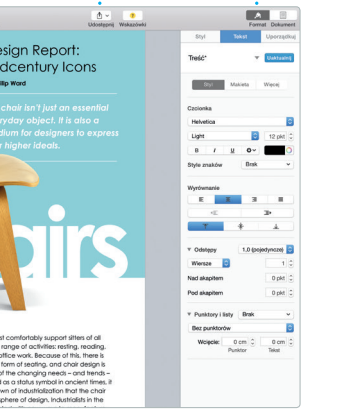 Udostępnij Wskazówki Format Dokument
Styl Tekst Uporządkuj
esign Report:
dcentury Icons
ilip Ward
chair isn't just an essential
ryday object. It is also a
dium for designers to express
r higher ideals.
airs
st comfortably support sitters of all
range of activities: resting, reading,
office work. Because of this, there is
form of seating, and chair design is
of the changing needs – and trends –
d as a status symbol in ancient times, it
wn of industrialization that the chair
phere of design. Industrialists in the
Treść* Uaktualnij
Styl Makieta Więcej
Czcionka
Helvetica
Light 12 pkt
B I U
Style znaków Brak
Wyrównanie
Odstępy 1,0 (pojedyncze)
Wiersze 1
Nad akapitem 0 pkt
Pod akapitem 0 pkt
Punktory i listy Brak
Bez punktorów
Wcięcie: 0 cm 0 cm
Punktor Tekst